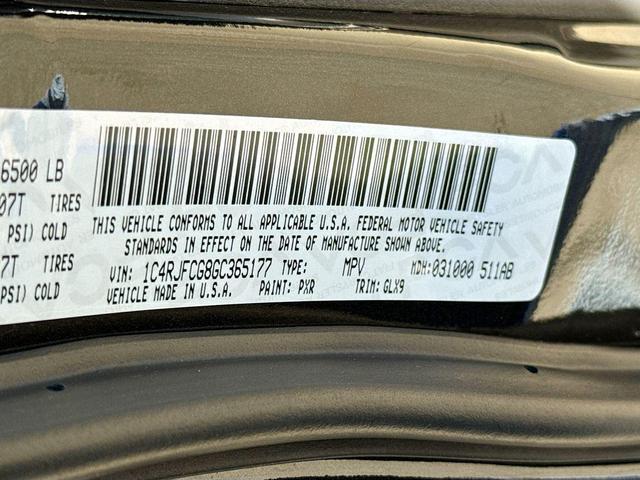 6500 LB
07T TIRES
PSI) COLD
7T TIRES
PSI) COLD
THIS VEHICLE CONFORMS TO ALL APPLICABLE U.S.A. FEDERAL MOTOR VEHICLE SAFETY
STANDARDS IN EFFECT ON THE DATE OF MANUFACTURE SHOWN ABOVE.
VIN: 1C4RJFCG8GC365177 TYPE: MPV MDH:031000 511AB
VEHICLE MADE IN U.S.A. PAINT: PXR TRIM: GLX9